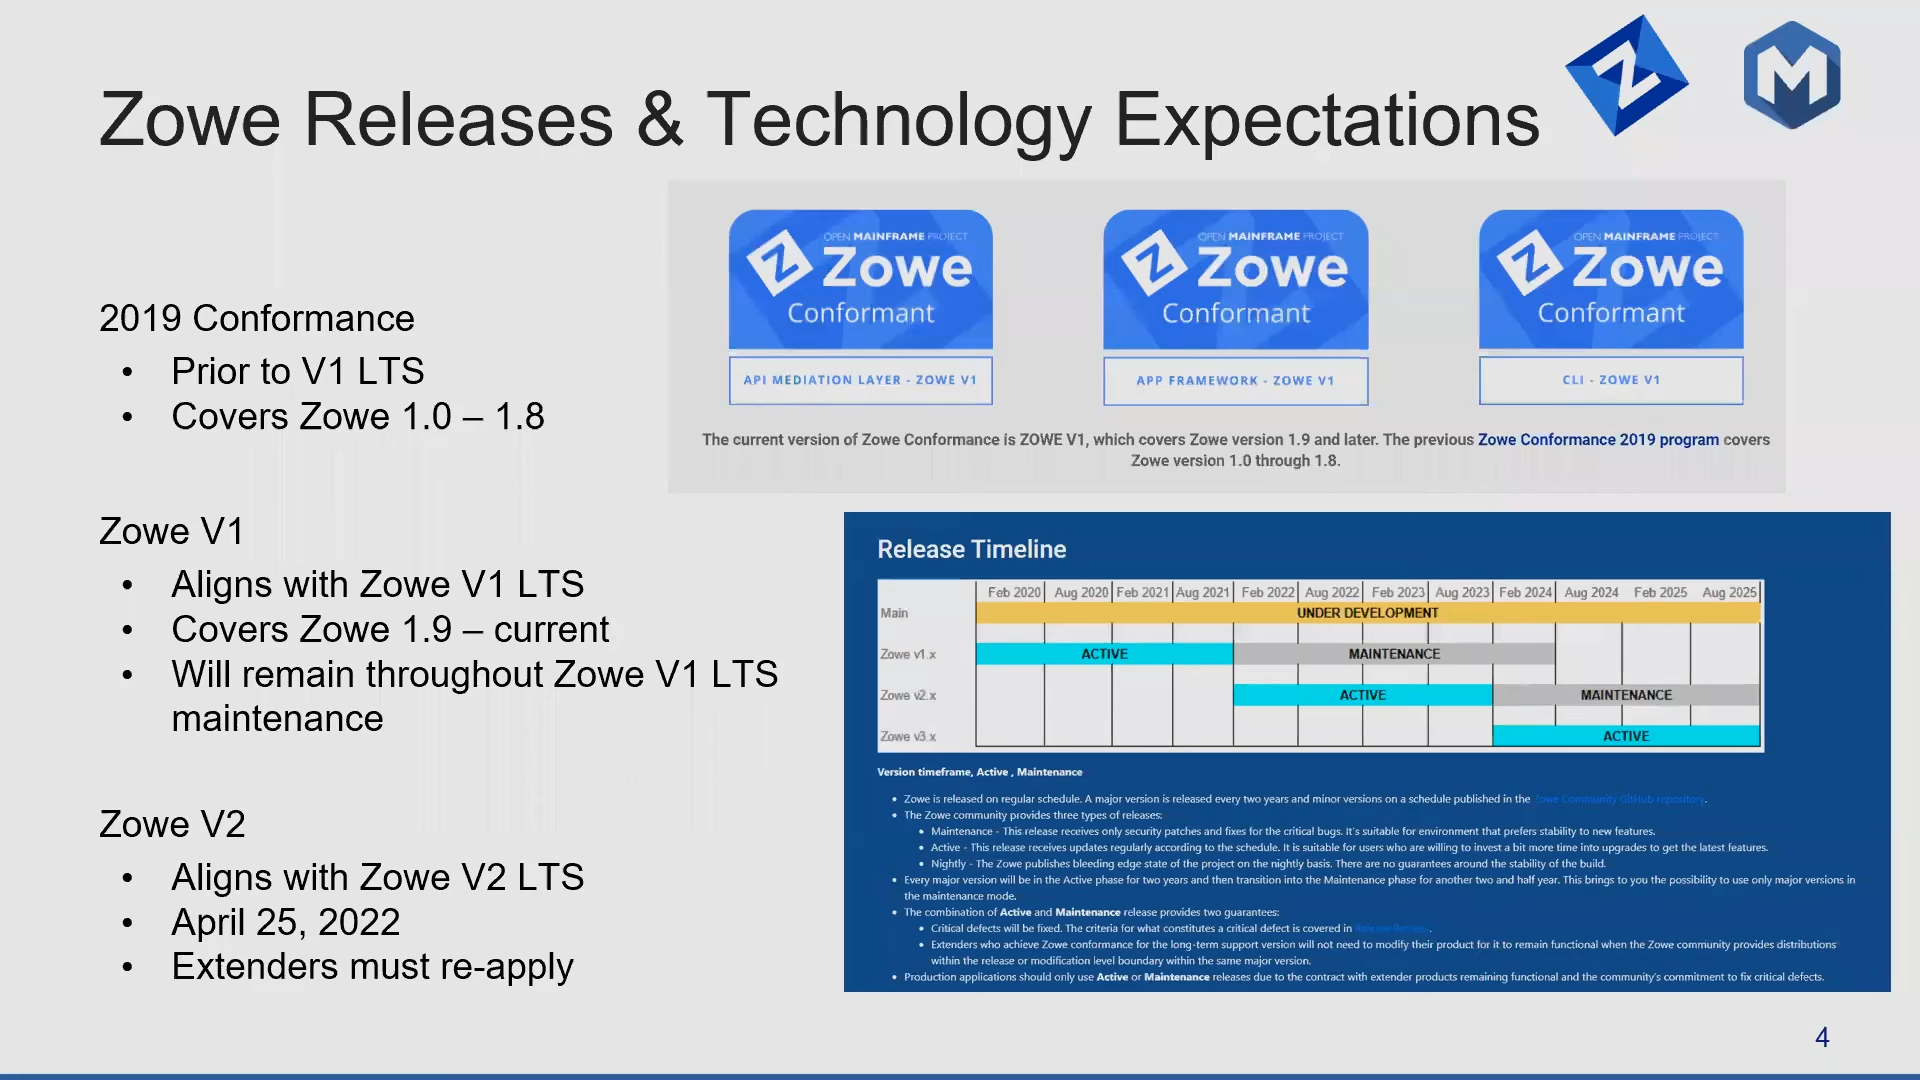 Zowe Releases & Technology Expectations
2019 Conformance
• Prior to V1 LTS
• Covers Zowe 1.0 – 1.8
Zowe V1
• Aligns with Zowe V1 LTS
• Covers Zowe 1.9 – current
• Will remain throughout Zowe V1 LTS
maintenance
Zowe V2
• Aligns with Zowe V2 LTS
• April 25, 2022
• Extenders must re-apply
OPEN MAINFRAME PROJECT
Zowe
Conformant
API MEDIATION LAYER - ZOWE V1
OPEN MAINFRAME PROJECT
Zowe
Conformant
APP FRAMEWORK - ZOWE V1
OPEN MAINFRAME PROJECT
Zowe
Conformant
CLI - ZOWE V1
The current version of Zowe Conformance is ZOWE V1, which covers Zowe version 1.9 and later. The previous Zowe Conformance 2019 program covers
Zowe version 1.0 through 1.8.
Release Timeline
Feb 2020 Aug 2020 Feb 2021 Aug 2021 Feb 2022 Aug 2022 Feb 2023 Aug 2023 Feb 2024 Aug 2024 Feb 2025 Aug 2025
Main UNDER DEVELOPMENT
Zowe v1.x ACTIVE MAINTENANCE
Zowe v2.x ACTIVE MAINTENANCE
Zowe v3.x ACTIVE
Version timeframe, Active , Maintenance
• Zowe is released on regular schedule. A major version is released every two years and minor versions on a schedule published in the Zowe Community GitHub repository.
• The Zowe community provides three types of releases:
• Maintenance - This release receives only security patches and fixes for the critical bugs. It's suitable for environment that prefers stability to new features.
• Active - This release receives updates regularly according to the schedule. It is suitable for users who are willing to invest a bit more time into upgrades to get the latest features.
• Nightly - The Zowe publishes bleeding edge state of the project on the nightly basis. There are no guarantees around the stability of the build.
• Every major version will be in the Active phase for two years and then transition into the Maintenance phase for another two and half year. This brings to you the possibility to use only major versions in
the maintenance mode.
• The combination of Active and Maintenance release provides two guarantees:
• Critical defects will be fixed. The criteria for what constitutes a critical defect is covered in
• Extenders who achieve Zowe conformance for the long-term support version will not need to modify their product for it to remain functional when the Zowe community provides distributions
within the release or modification level boundary within the same major version.
• Production applications should only use Active or Maintenance releases due to the contract with extender products remaining functional and the community's commitment to fix critical defects.
4